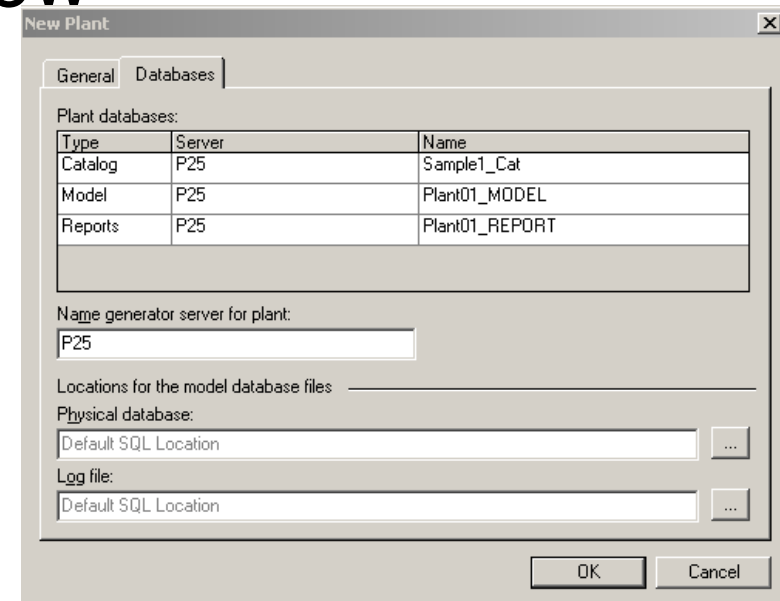 New Plant
General Databases
Plant databases:
Type Server Name
Catalog P25 Sample1_Cat
Model P25 Plant01_MODEL
Reports P25 Plant01_REPORT
Name generator server for plant:
P25
Locations for the model database files
Physical database:
Default SQL Location
...
Log file:
Default SQL Location
...
OK Cancel